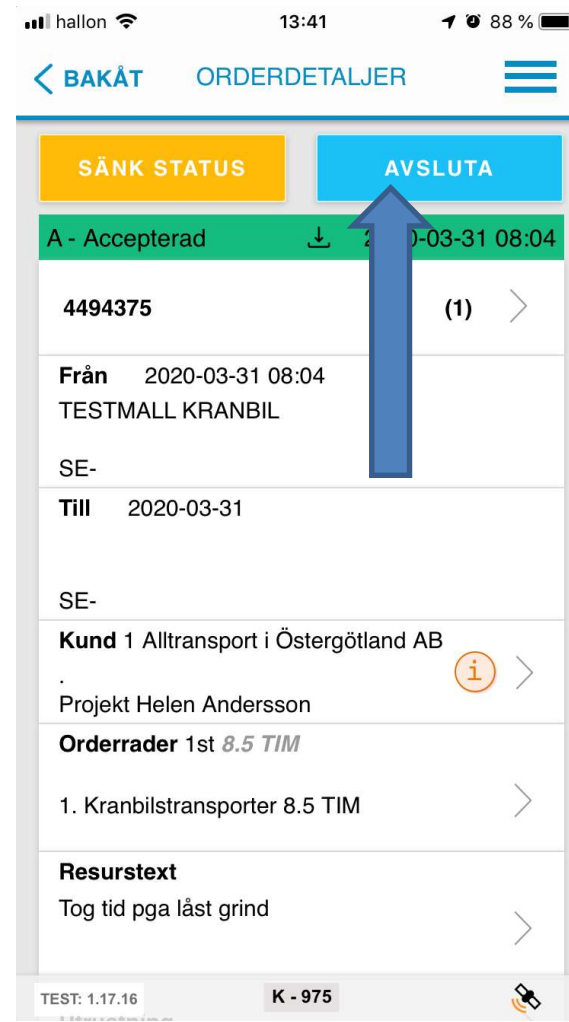 hallon 13:41 88 %
BAKÅT ORDERDETALJER
SÄNK STATUS AVSLUTA
A - Accepterad -03-31 08:04
4494375 (1)
Från 2020-03-31 08:04
TESTMALL KRANBIL
SE-
Till 2020-03-31
SE-
Kund 1 Alltransport i Östergötland AB
.
i
Projekt Helen Andersson
Orderrader 1st 8.5 TIM
1. Kranbilstransporter 8.5 TIM
Resurstext
Tog tid pga låst grind
TEST: 1.17.16 K - 975